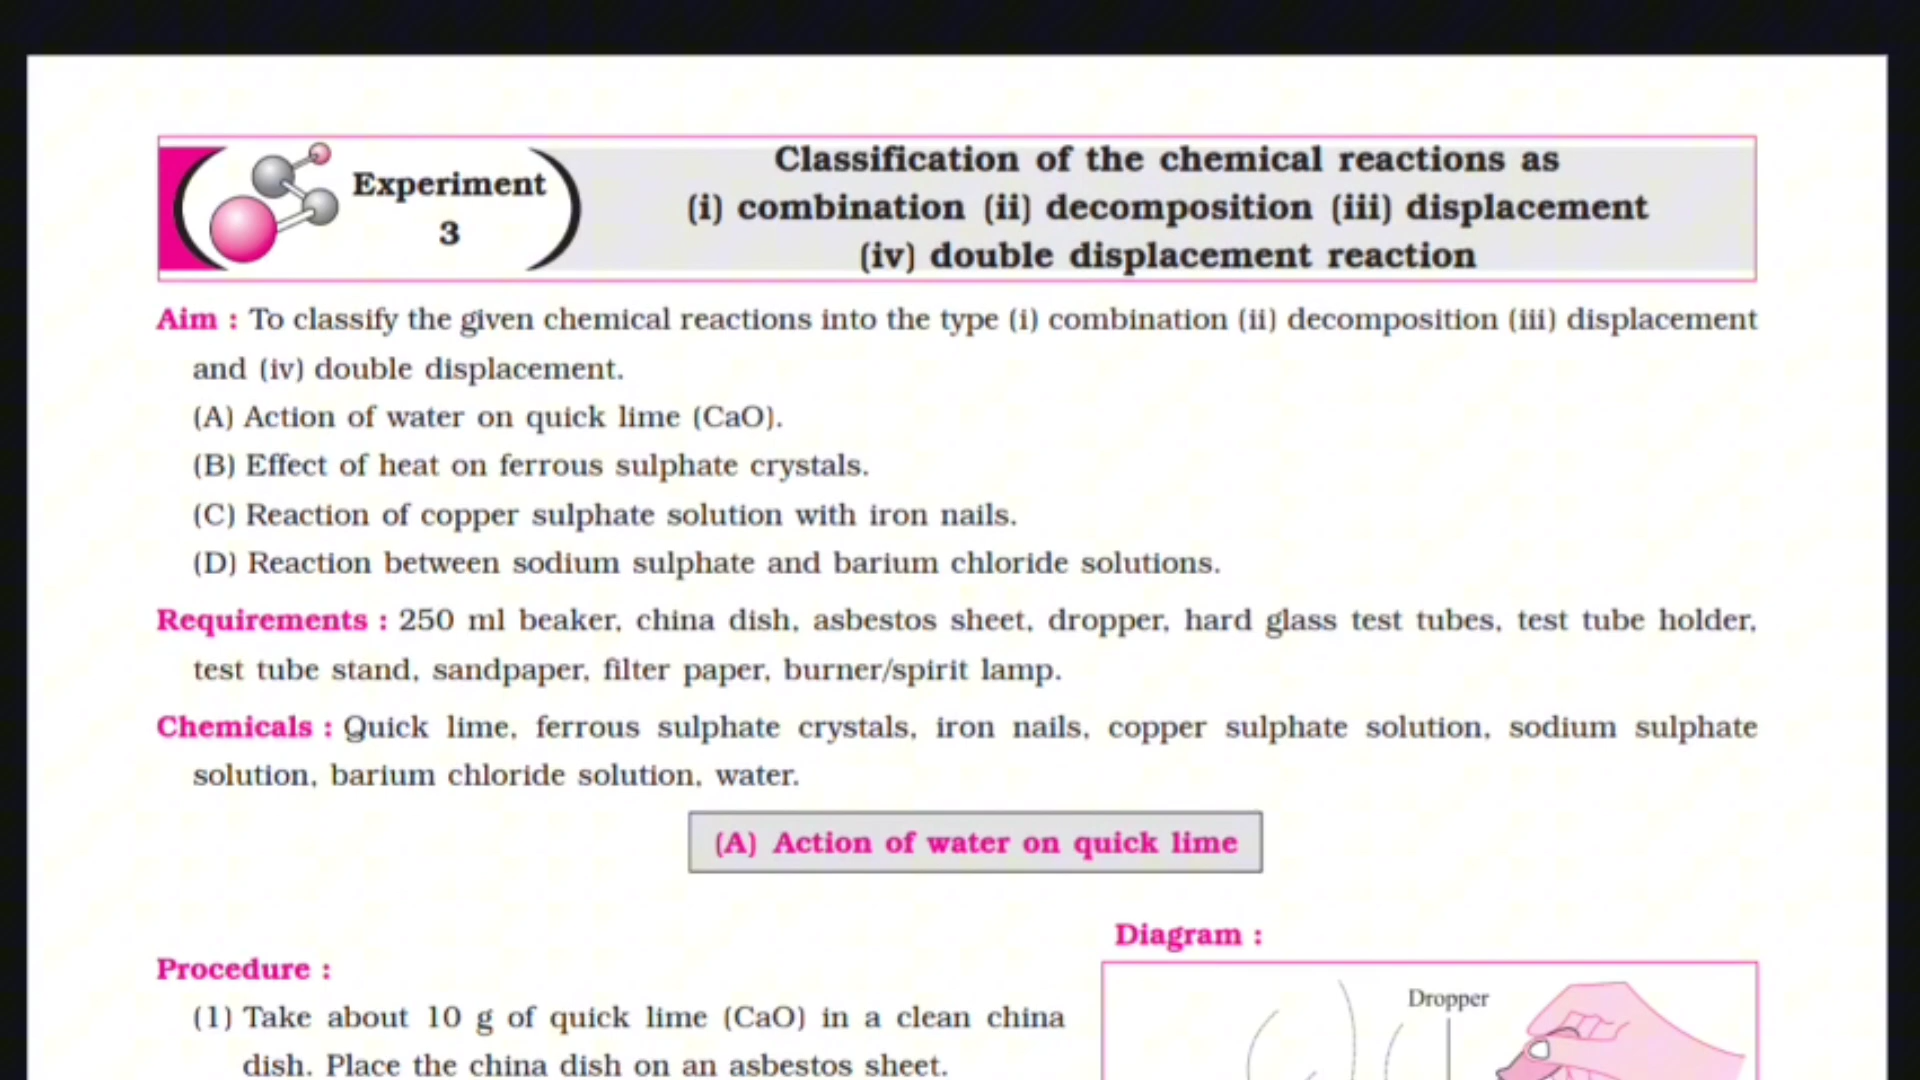 Experiment
3
Classification of the chemical reactions as
(i) combination (ii) decomposition (iii) displacement
(iv) double displacement reaction
Aim : To classify the given chemical reactions into the type (i) combination (ii) decomposition (iii) displacement
and (iv) double displacement.
(A) Action of water on quick lime (CaO).
(B) Effect of heat on ferrous sulphate crystals.
(C) Reaction of copper sulphate solution with iron nails.
(D) Reaction between sodium sulphate and barium chloride solutions.
Requirements : 250 ml beaker, china dish, asbestos sheet, dropper, hard glass test tubes, test tube holder,
test tube stand, sandpaper, filter paper, burner/spirit lamp.
Chemicals : Quick lime, ferrous sulphate crystals, iron nails, copper sulphate solution, sodium sulphate
solution, barium chloride solution, water.
(A) Action of water on quick lime
Procedure :
(1) Take about 10 g of quick lime (CaO) in a clean china
dish. Place the china dish on an asbestos sheet.
Diagram :
Dropper